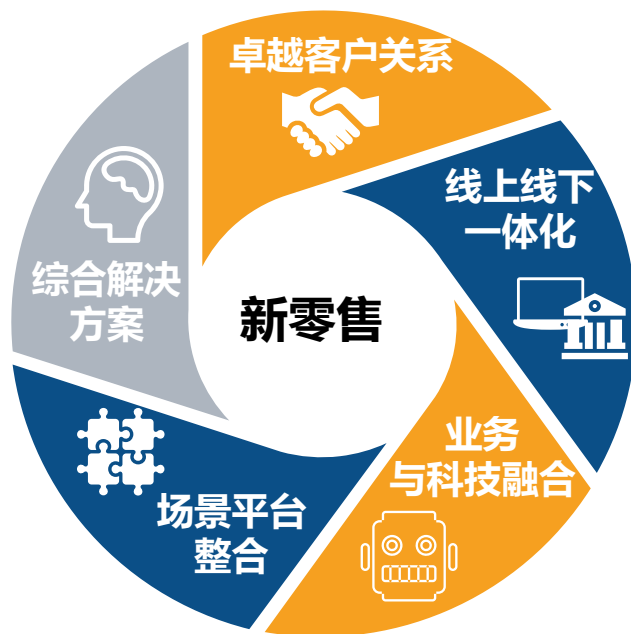 卓越客户关系
线上线下
一体化
业务
与科技融合
场景平台
整合
综合解决
方案
新零售